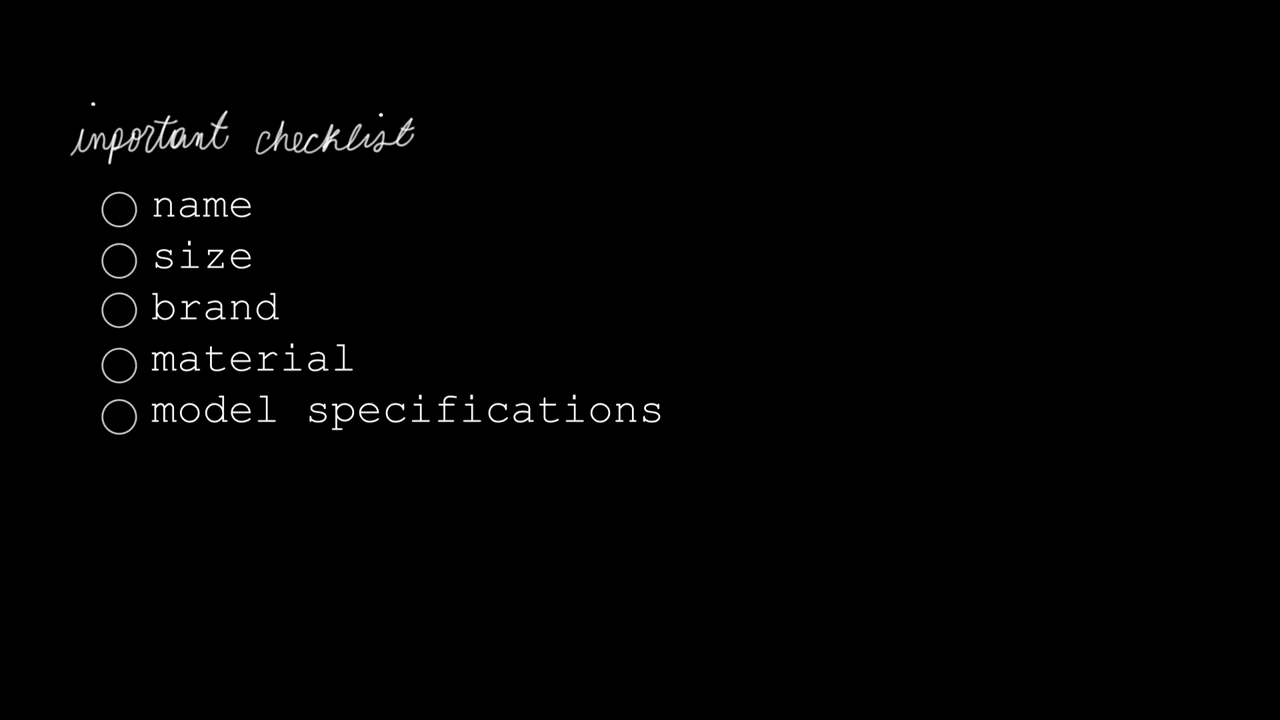 inportant checklist
name
size
brand
material
model specifications